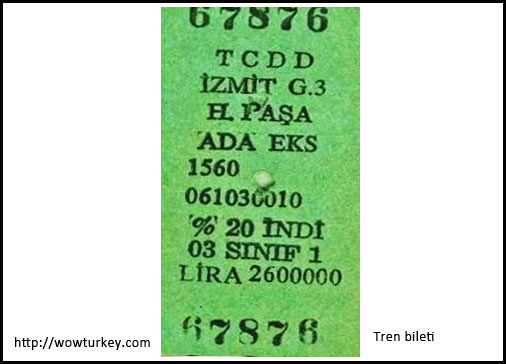 67876
TCDD
İZMİT G.3
H. PAŞA
ADA EKS
1560
061030010
% 20 İNDİ
03 SINIF 1
LİRA 2600000
67876
http://wowturkey.com
Tren bileti